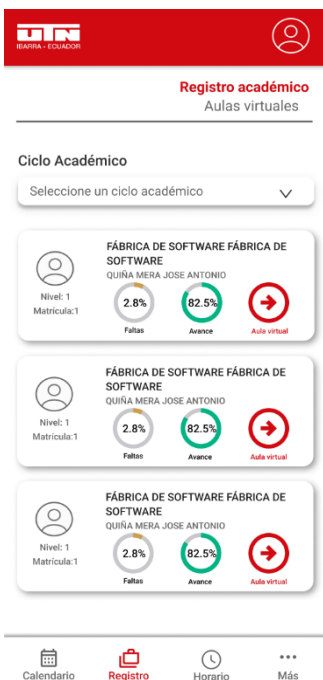 UTN
IBARRA - ECUADOR
Registro académico
Aulas virtuales
Ciclo Académico
Seleccione un ciclo académico
FÁBRICA DE SOFTWARE FÁBRICA DE
SOFTWARE
QUIÑA MERA JOSE ANTONIO
Nivel: 1
Matrícula:1
2.8%
82.5%
Faltas
Avance
Aula virtual
FÁBRICA DE SOFTWARE FÁBRICA DE
SOFTWARE
QUIÑA MERA JOSE ANTONIO
Nivel: 1
Matrícula:1
2.8%
82.5%
Faltas
Avance
Aula virtual
FÁBRICA DE SOFTWARE FÁBRICA DE
SOFTWARE
QUIÑA MERA JOSE ANTONIO
Nivel: 1
Matrícula:1
2.8%
82.5%
Faltas
Avance
Aula virtual
Calendario
Registro
Horario
Más